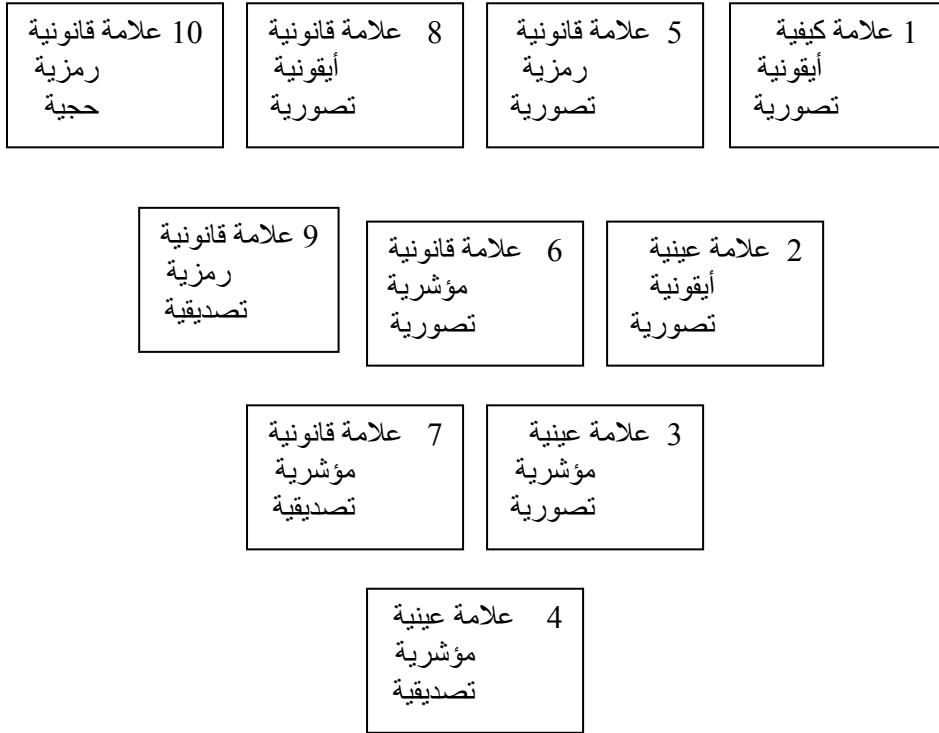 1 علامة كيفية
أيقونية
تصورية
5 علامة قانونية
رمزية
تصورية
8 علامة قانونية
أيقونية
تصورية
10 علامة قانونية
رمزية
حجية
2 علامة عينية
أيقونية
تصورية
6 علامة قانونية
مؤشرية
تصورية
9 علامة قانونية
رمزية
تصديقية
3 علامة عينية
مؤشرية
تصورية
7 علامة قانونية
مؤشرية
تصديقية
4 علامة عينية
مؤشرية
تصديقية